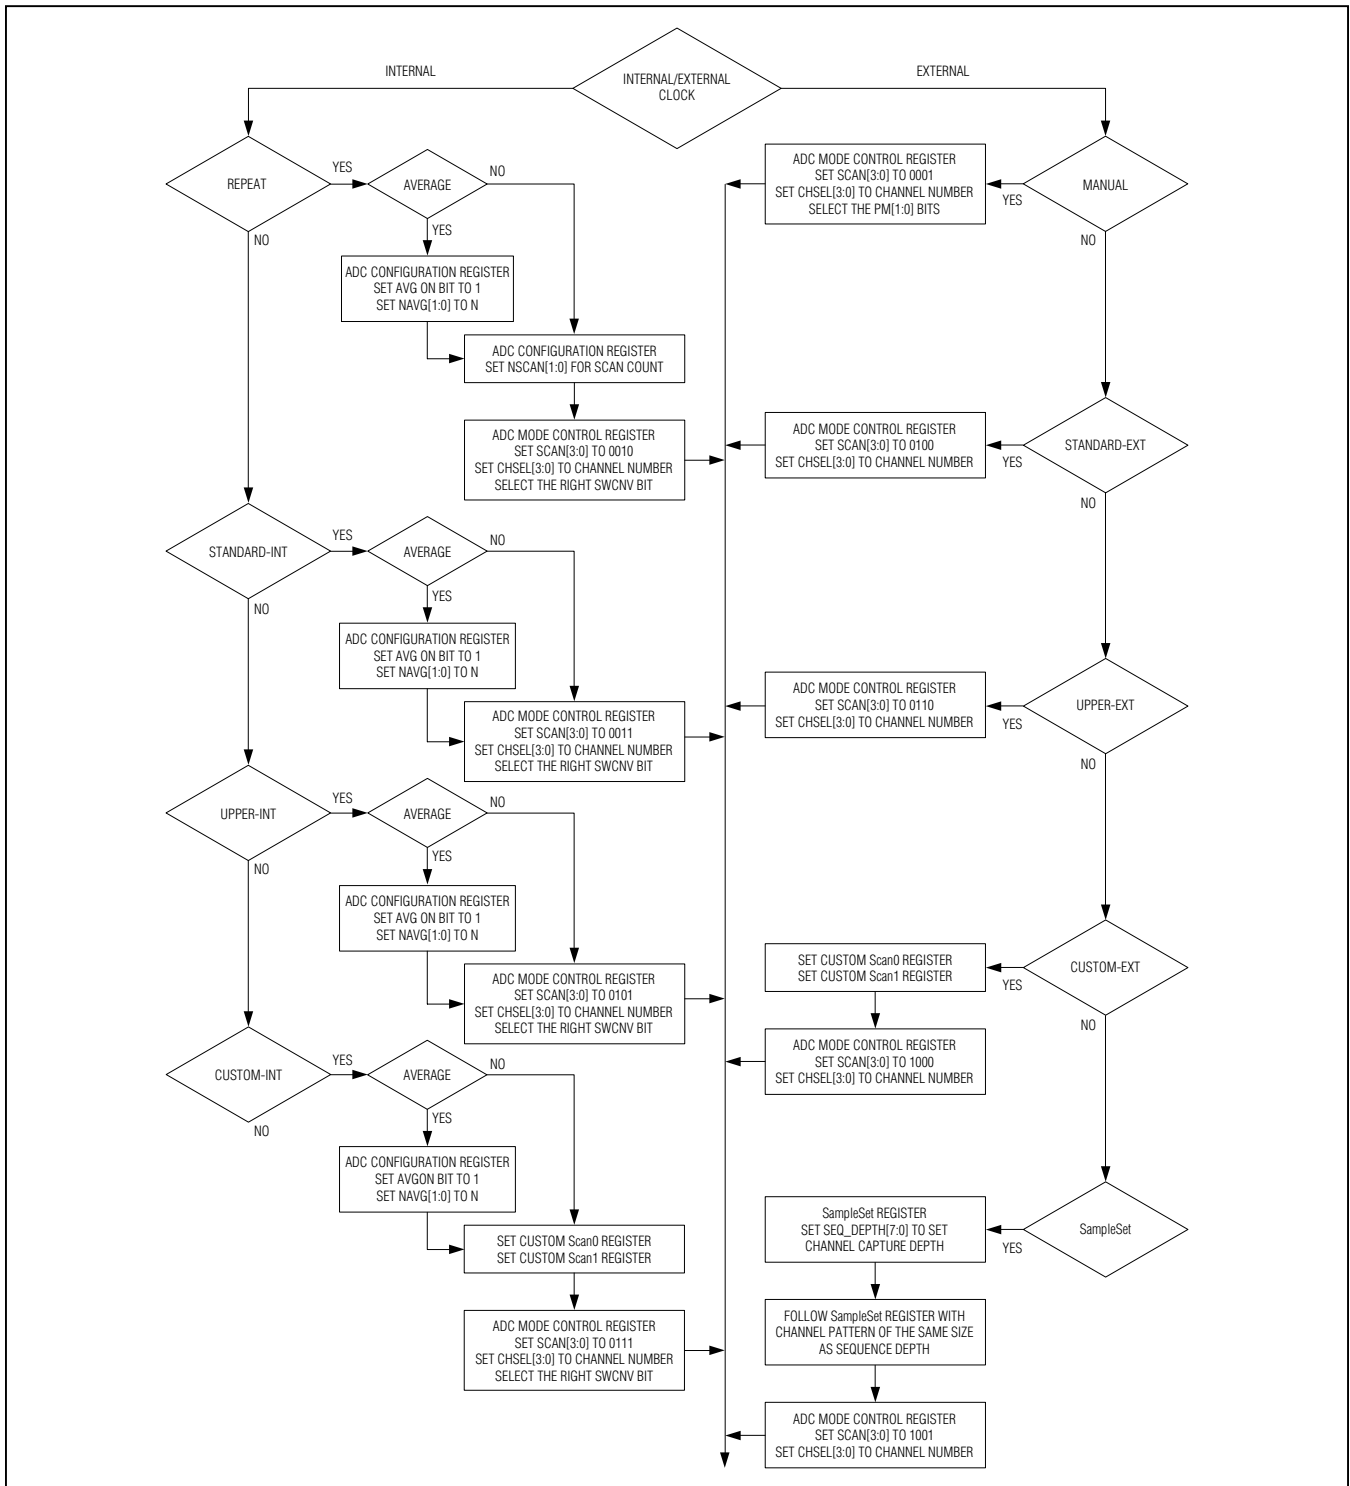 INTERNAL
INTERNAL/EXTERNAL
CLOCK
EXTERNAL
REPEAT
YES
AVERAGE
NO
YES
NO
ADC CONFIGURATION REGISTER
SET AVG ON BIT TO 1
SET NAVG[1:0] TO N
ADC CONFIGURATION REGISTER
SET NSCAN[1:0] FOR SCAN COUNT
ADC MODE CONTROL REGISTER
SET SCAN[3:0] TO 0010
SET CHSEL[3:0] TO CHANNEL NUMBER
SELECT THE RIGHT SWCNV BIT
STANDARD-INT
YES
AVERAGE
NO
YES
NO
ADC CONFIGURATION REGISTER
SET AVG ON BIT TO 1
SET NAVG[1:0] TO N
ADC MODE CONTROL REGISTER
SET SCAN[3:0] TO 0011
SET CHSEL[3:0] TO CHANNEL NUMBER
SELECT THE RIGHT SWCNV BIT
UPPER-INT
YES
AVERAGE
NO
YES
NO
ADC CONFIGURATION REGISTER
SET AVG ON BIT TO 1
SET NAVG[1:0] TO N
ADC MODE CONTROL REGISTER
SET SCAN[3:0] TO 0101
SET CHSEL[3:0] TO CHANNEL NUMBER
SELECT THE RIGHT SWCNV BIT
CUSTOM-INT
YES
AVERAGE
NO
YES
NO
ADC CONFIGURATION REGISTER
SET AVGON BIT TO 1
SET NAVG[1:0] TO N
SET CUSTOM Scan0 REGISTER
SET CUSTOM Scan1 REGISTER
ADC MODE CONTROL REGISTER
SET SCAN[3:0] TO 0111
SET CHSEL[3:0] TO CHANNEL NUMBER
SELECT THE RIGHT SWCNV BIT
ADC MODE CONTROL REGISTER
SET SCAN[3:0] TO 0001
SET CHSEL[3:0] TO CHANNEL NUMBER
SELECT THE PM[1:0] BITS
YES
MANUAL
NO
ADC MODE CONTROL REGISTER
SET SCAN[3:0] TO 0100
SET CHSEL[3:0] TO CHANNEL NUMBER
YES
STANDARD-EXT
NO
ADC MODE CONTROL REGISTER
SET SCAN[3:0] TO 0110
SET CHSEL[3:0] TO CHANNEL NUMBER
YES
UPPER-EXT
NO
SET CUSTOM Scan0 REGISTER
SET CUSTOM Scan1 REGISTER
YES
CUSTOM-EXT
NO
ADC MODE CONTROL REGISTER
SET SCAN[3:0] TO 1000
SET CHSEL[3:0] TO CHANNEL NUMBER
SampleSet REGISTER
SET SEQ_DEPTH[7:0] TO SET
CHANNEL CAPTURE DEPTH
YES
SampleSet
FOLLOW SampleSet REGISTER WITH
CHANNEL PATTERN OF THE SAME SIZE
AS SEQUENCE DEPTH
ADC MODE CONTROL REGISTER
SET SCAN[3:0] TO 1001
SET CHSEL[3:0] TO CHANNEL NUMBER